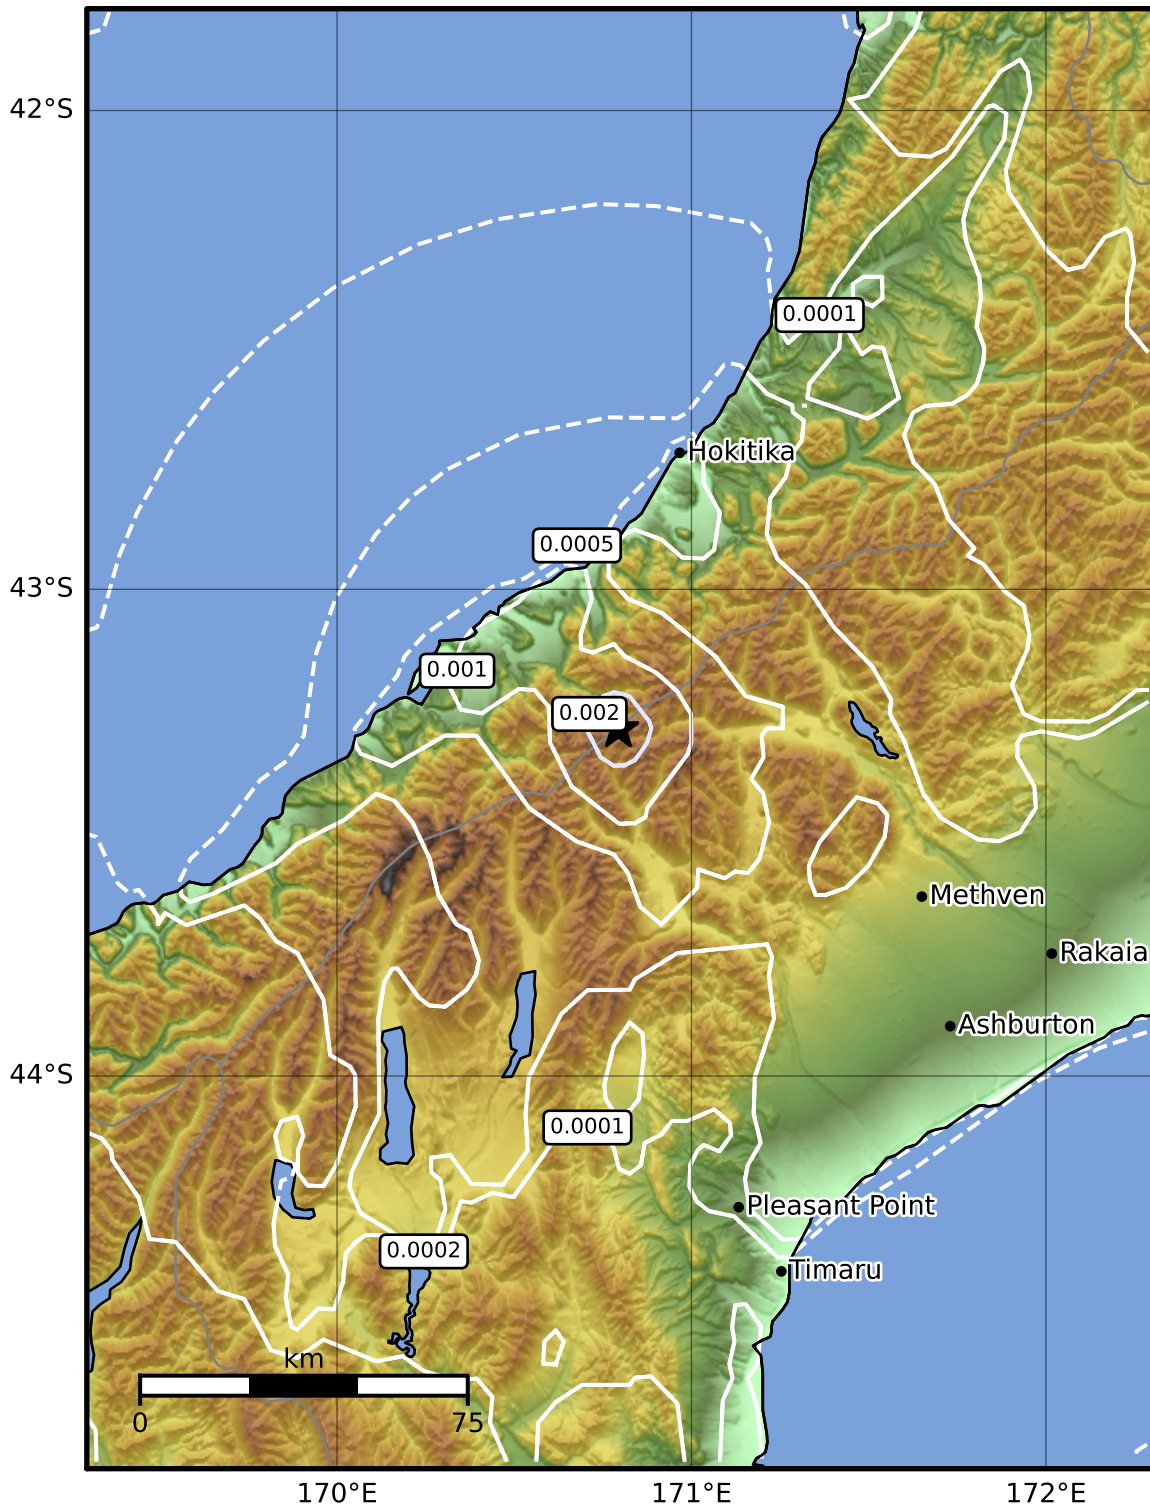 42°S
0.0001
Hokitika
0.0005
43°S
0.001
0.002
Methven
Rakaia
Ashburton
44°S
0.0001
Pleasant Point
0.0002
Timaru
km
0 75
170°E 171°E 172°E